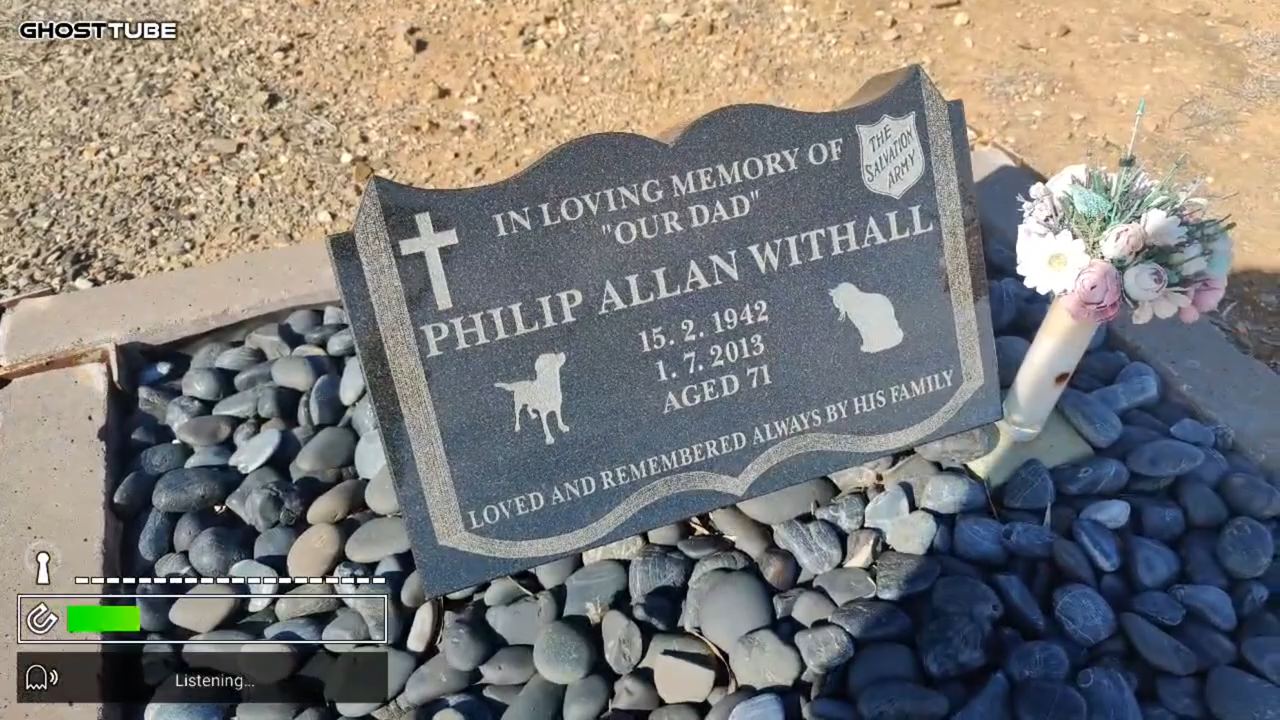 GHOSTTUBE
IN LOVING MEMORY OF
"OUR DAD"
THE
SALVATION
ARMY
PHILIP ALLAN WITHALL
15. 2. 1942
1. 7. 2013
AGED 71
LOVED AND REMEMBERED ALWAYS BY HIS FAMILY
Listening...